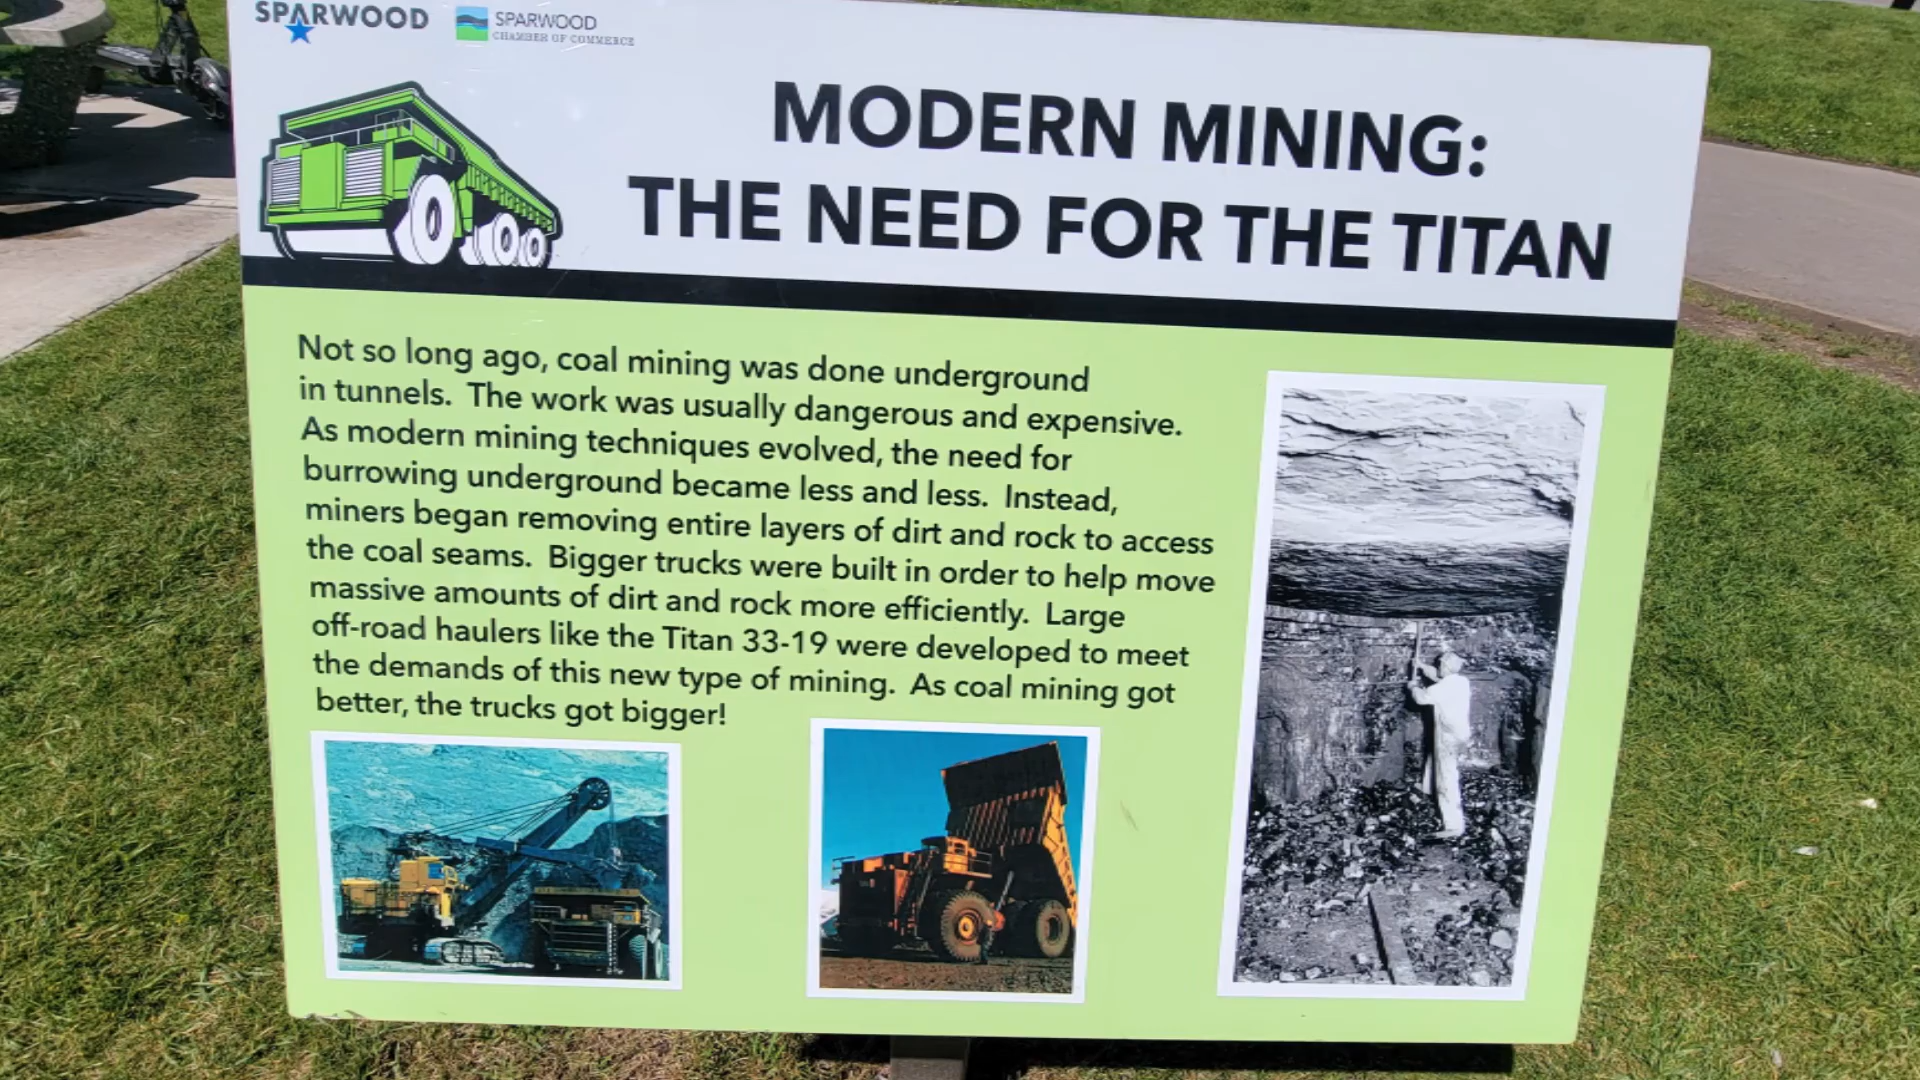 SPARWOOD
SPARWOOD
CHAMBER OF COMMERCE
MODERN MINING:
THE NEED FOR THE TITAN
Not so long ago, coal mining was done underground
in tunnels. The work was usually dangerous and expensive.
As modern mining techniques evolved, the need for
burrowing underground became less and less. Instead,
miners began removing entire layers of dirt and rock to access
the coal seams. Bigger trucks were built in order to help move
massive amounts of dirt and rock more efficiently. Large
off-road haulers like the Titan 33-19 were developed to meet
the demands of this new type of mining. As coal mining got
better, the trucks got bigger!